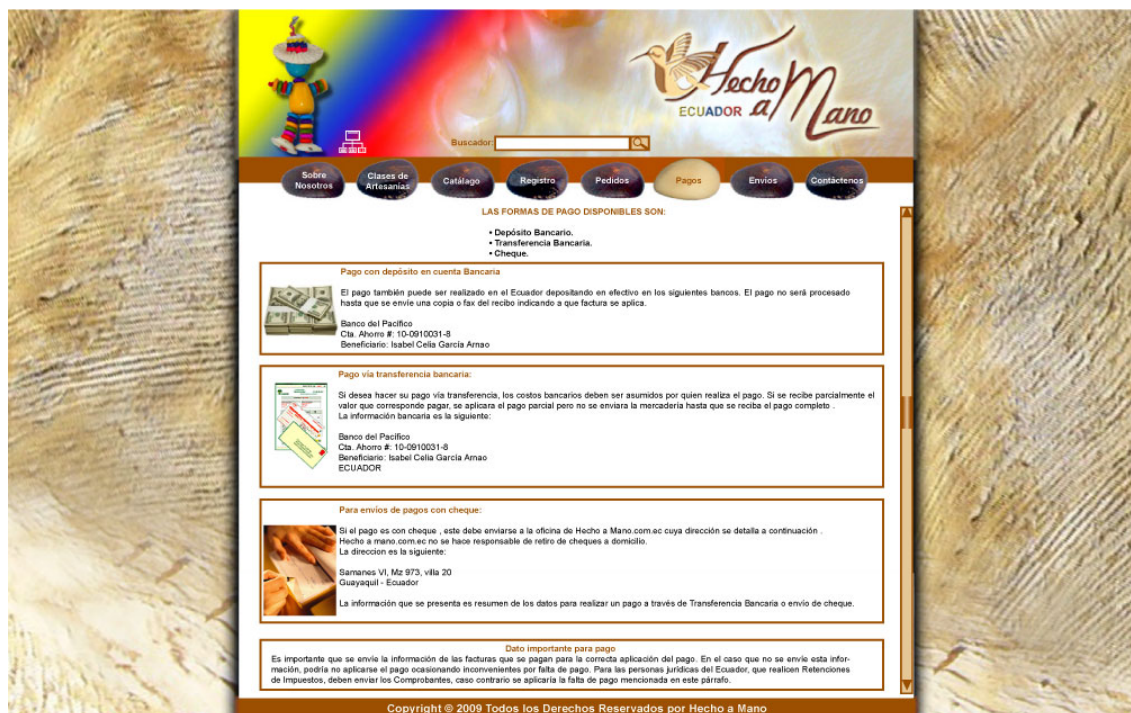 Hecho
a Mano
ECUADOR
Buscador:
Sobre
Nosotros
Clases de
Artesanías
Catálago
Registro
Pedidos
Pagos
Envíos
Contáctenos
LAS FORMAS DE PAGO DISPONIBLES SON:
• Depósito Bancario.
• Transferencia Bancaria.
• Cheque.
Pago con depósito en cuenta Bancaria
El pago también puede ser realizado en el Ecuador depositando en efectivo en los siguientes bancos. El pago no será procesado
hasta que se envíe una copia o fax del recibo indicando a que factura se aplica.
Banco del Pacífico
Cta. Ahorro #: 10-0910031-8
Beneficiario: Isabel Celia García Arnao
Pago vía transferencia bancaria:
Si desea hacer su pago vía transferencia, los costos bancarios deben ser asumidos por quien realiza el pago. Si se recibe parcialmente el
valor que corresponde pagar, se aplicara el pago parcial pero no se enviara la mercadería hasta que se reciba el pago completo .
La información bancaria es la siguiente:
Banco del Pacífico
Cta. Ahorro #: 10-0910031-8
Beneficiario: Isabel Celia García Arnao
ECUADOR
Para envíos de pagos con cheque:
Si el pago es con cheque , este debe enviarse a la oficina de Hecho a Mano.com.ec cuya dirección se detalla a continuación .
Hecho a mano.com.ec no se hace responsable de retiro de cheques a domicilio.
La direccion es la siguiente:
Samanes VI, Mz 973, villa 20
Guayaquil - Ecuador
La información que se presenta es resumen de los datos para realizar un pago a través de Transferencia Bancaria o envío de cheque.
Dato importante para pago
Es importante que se envíe la información de las facturas que se pagan para la correcta aplicación del pago. En el caso que no se envíe esta infor-
mación, podría no aplicarse el pago ocasionando inconvenientes por falta de pago. Para las personas jurídicas del Ecuador, que realicen Retenciones
de Impuestos, deben enviar los Comprobantes, caso contrario se aplicaría la falta de pago mencionada en este párrafo.
Copyright © 2009 Todos los Derechos Reservados por Hecho a Mano